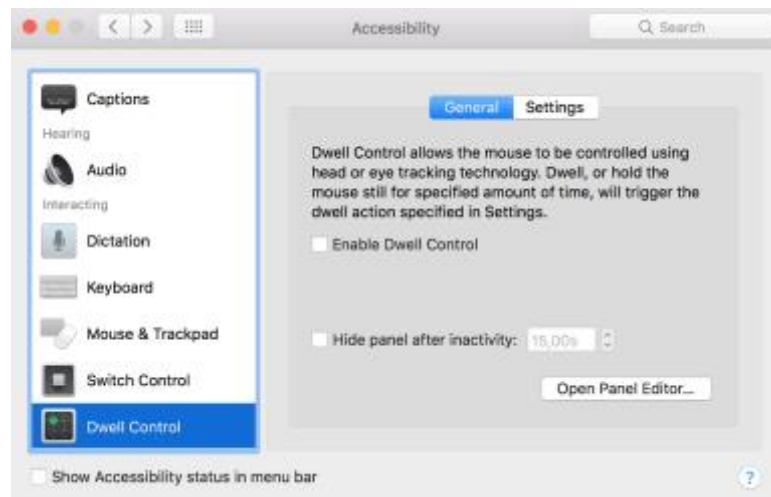 Accessibility
Search
Captions
Hearing
Audio
Interacting
Dictation
Keyboard
Mouse & Trackpad
Switch Control
Dwell Control
General
Settings
Dwell Control allows the mouse to be controlled using
head or eye tracking technology. Dwell, or hold the
mouse still for specified amount of time, will trigger the
dwell action specified in Settings.
Enable Dwell Control
Hide panel after inactivity: 15,00s
Open Panel Editor...
Show Accessibility status in menu bar
?